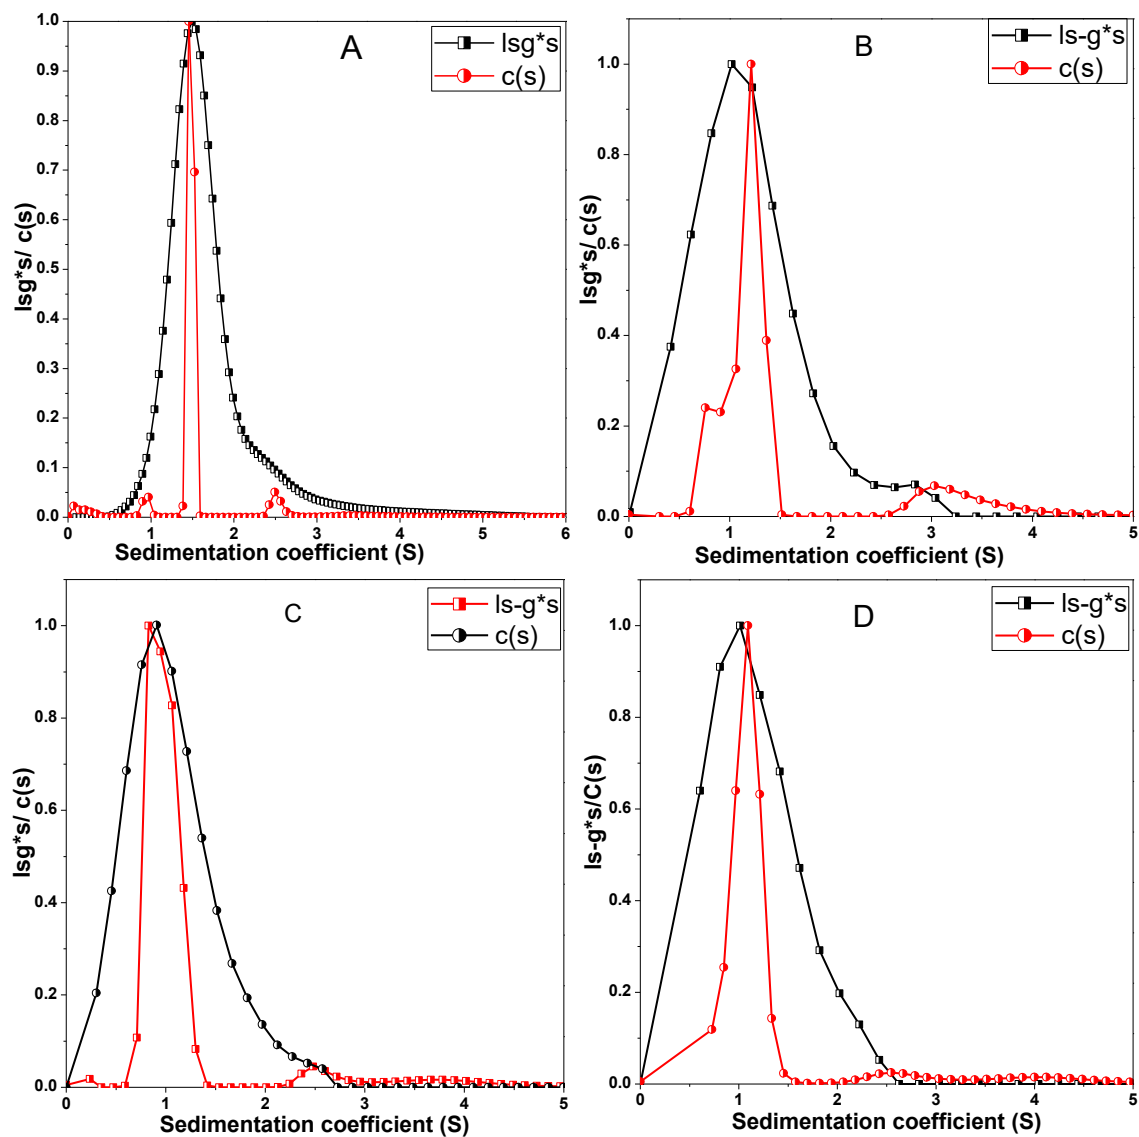 A
lsg*s
c(s)
lsg*s/ c(s)
1.0
0.9
0.8
0.7
0.6
0.5
0.4
0.3
0.2
0.1
0.0
0 1 2 3 4 5 6
Sedimentation coefficient (S)
B
ls-g*s
c(s)
lsg*s/ c(s)
1.0
0.8
0.6
0.4
0.2
0.0
0 1 2 3 4 5
Sedimentation coefficient (S)
C
ls-g*s
c(s)
lsg*s/ c(s)
1.0
0.8
0.6
0.4
0.2
0.0
0 1 2 3 4 5
Sedimentation coefficient (S)
D
ls-g*s
c(s)
ls-g*s/C(s)
1.0
0.8
0.6
0.4
0.2
0.0
0 1 2 3 4 5
Sedimentation coefficient (S)